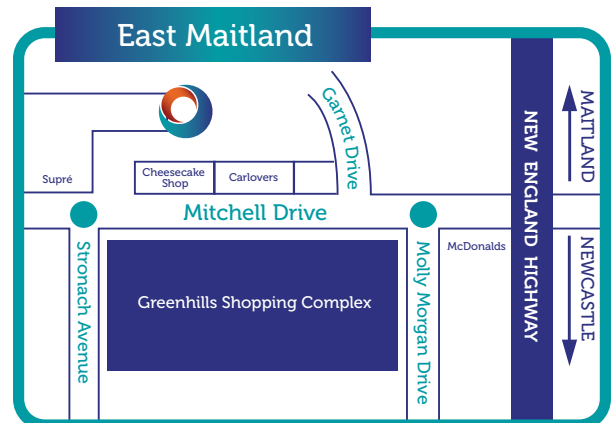 East Maitland
Garnet Drive
MAITLAND
NEW ENGLAND HIGHWAY
Supré
Cheesecake
Shop
Carlovers
Mitchell Drive
Stronach Avenue
Molly Morgan Drive
McDonalds
NEWCASTLE
Greenhills Shopping Complex